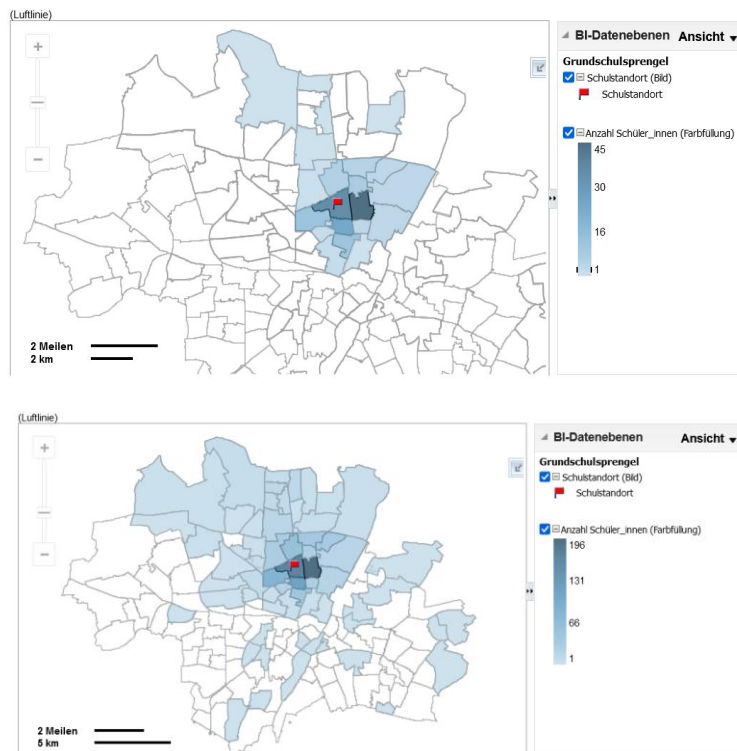 (Luftlinie)
BI-Datenebenen Ansicht
Grundschulsprengel
Schulstandort (Bild)
Schulstandort
Anzahl Schüler_innen (Farbfüllung)
45
30
16
1
2 Meilen
2 km
(Luftlinie)
BI-Datenebenen Ansicht
Grundschulsprengel
Schulstandort (Bild)
Schulstandort
Anzahl Schüler_innen (Farbfüllung)
196
131
66
1
2 Meilen
5 km